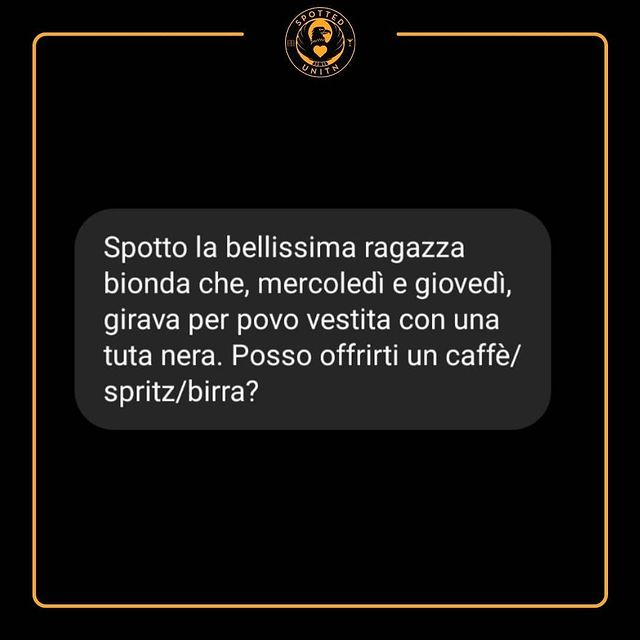 SPOTTED
UNITN
Spotto la bellissima ragazza
bionda che, mercoledì e giovedì,
girava per povo vestita con una
tuta nera. Posso offrirti un caffè/
spritz/birra?